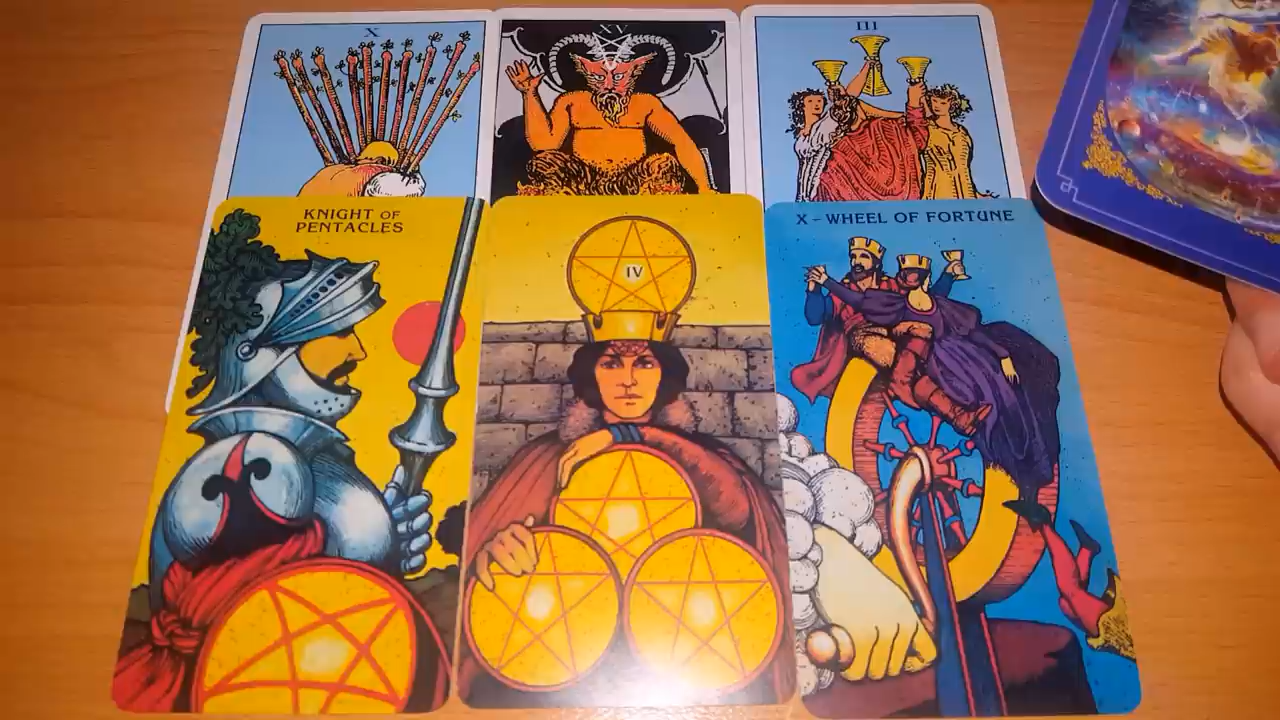 X
XV
III
KNIGHT OF
PENTACLES
IV
X - WHEEL OF FORTUNE